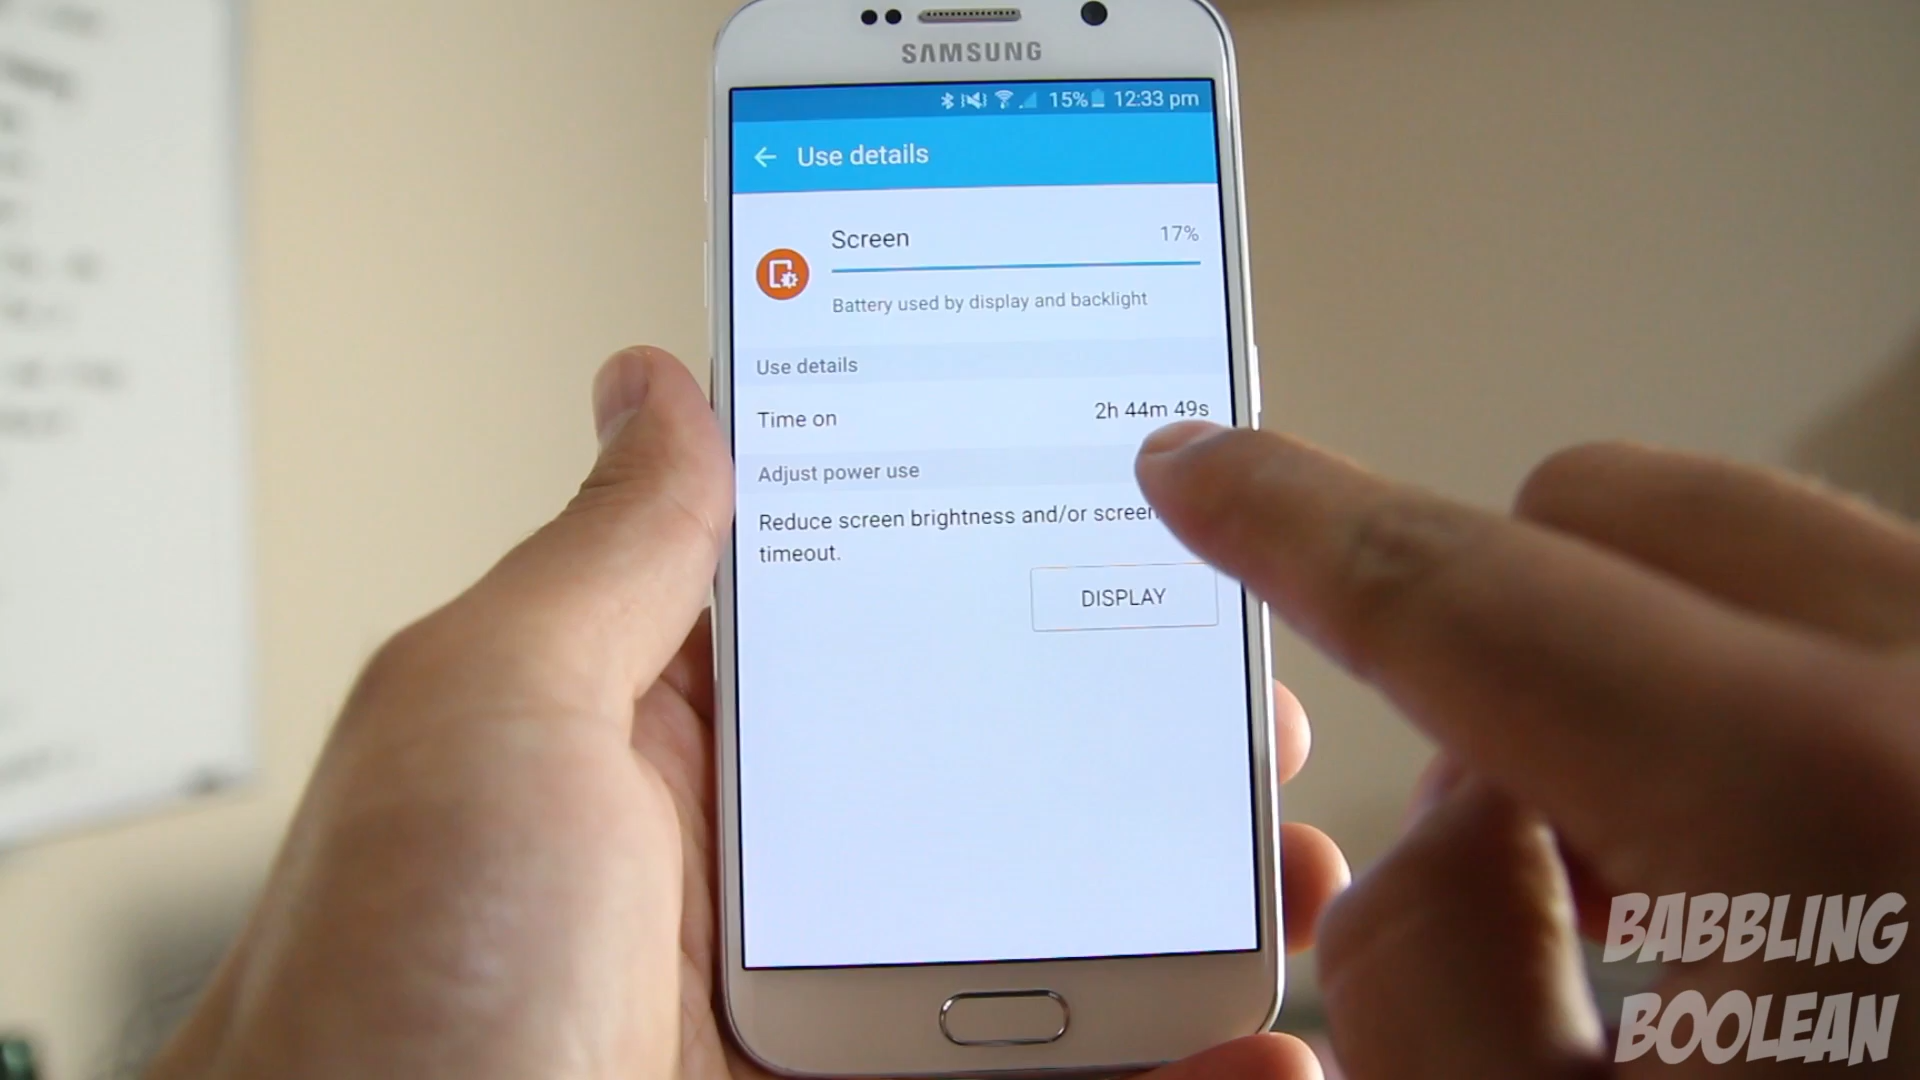 SAMSUNG
15% 12:33 pm
Use details
Screen 17%
Battery used by display and backlight
Use details
Time on 2h 44m 49s
Adjust power use
Reduce screen brightness and/or screen
timeout.
DISPLAY
BABBLING
BOOLEAN